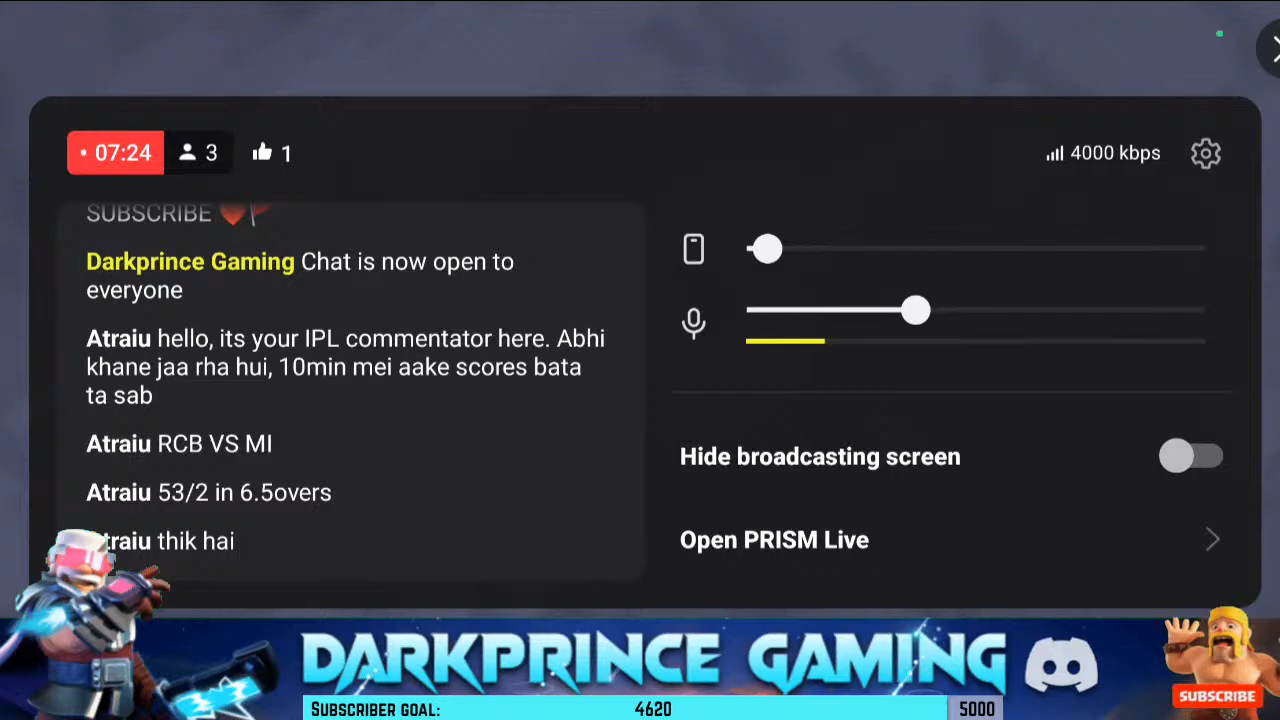 07:24 3 1 4000 kbps
SUBSCRIBE ❤️🚩
Darkprince Gaming Chat is now open to
everyone
Atraiu hello, its your IPL commentator here. Abhi
khane jaa rha hui, 10min mei aake scores bata
ta sab
Atraiu RCB VS MI
Atraiu 53/2 in 6.5overs
traiu thik hai
Hide broadcasting screen
Open PRISM Live
DARKPRINCE GAMING
SUBSCRIBE
SUBSCRIBER GOAL: 4620 5000